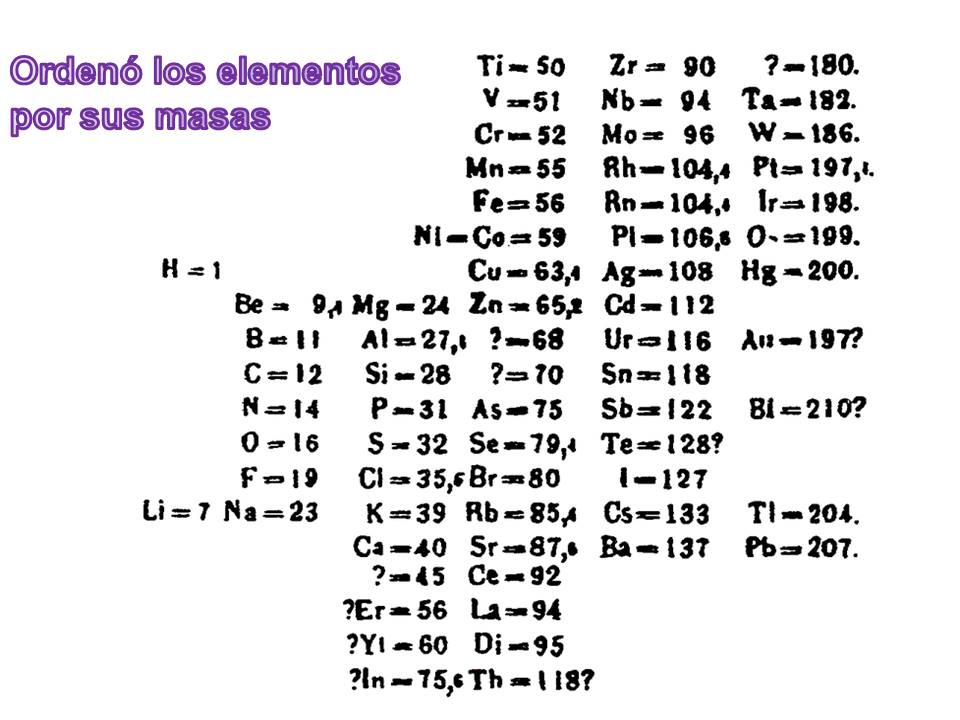 Ordenó los elementos
por sus masas
Ti = 50 Zr = 90 ? = 180.
V = 51 Nb = 94 Ta = 182.
Cr = 52 Mo = 96 W = 186.
Mn = 55 Rh = 104,4 Pt = 197,1.
Fe = 56 Rn = 104,4 Ir = 198.
Ni = Co = 59 Pl = 106,6 O = 199.
H = 1 Cu = 63,4 Ag = 108 Hg = 200.
Be = 9,4 Mg = 24 Zn = 65,2 Cd = 112
B = 11 Al = 27,1 ? = 68 Ur = 116 Au = 197?
C = 12 Si = 28 ? = 70 Sn = 118
N = 14 P = 31 As = 75 Sb = 122 Bi = 210?
O = 16 S = 32 Se = 79,4 Te = 128?
F = 19 Cl = 35,5 Br = 80 I = 127
Li = 7 Na = 23 K = 39 Rb = 85,4 Cs = 133 Tl = 204.
Ca = 40 Sr = 87,6 Ba = 137 Pb = 207.
? = 45 Ce = 92
?Er = 56 La = 94
?Yt = 60 Di = 95
?In = 75,6 Th = 118?